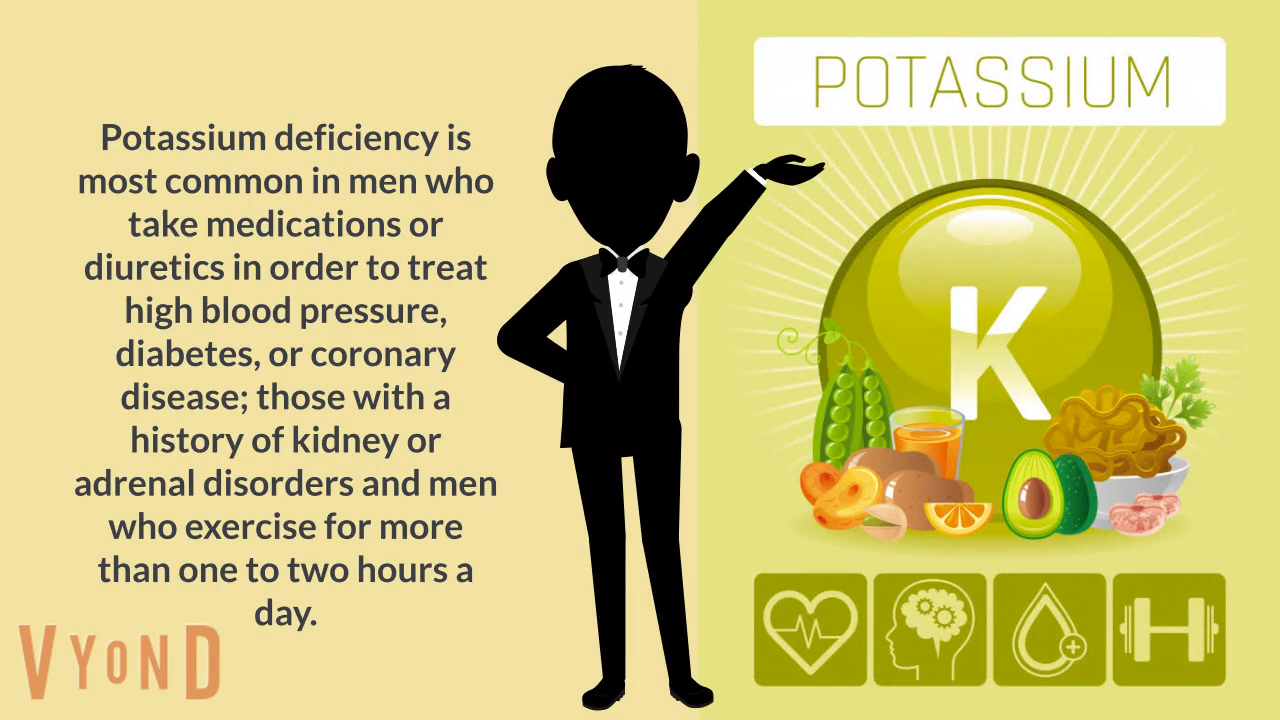 Potassium deficiency is
most common in men who
take medications or
diuretics in order to treat
high blood pressure,
diabetes, or coronary
disease; those with a
history of kidney or
adrenal disorders and men
who exercise for more
than one to two hours a
day.
VYOND
POTASSIUM
K